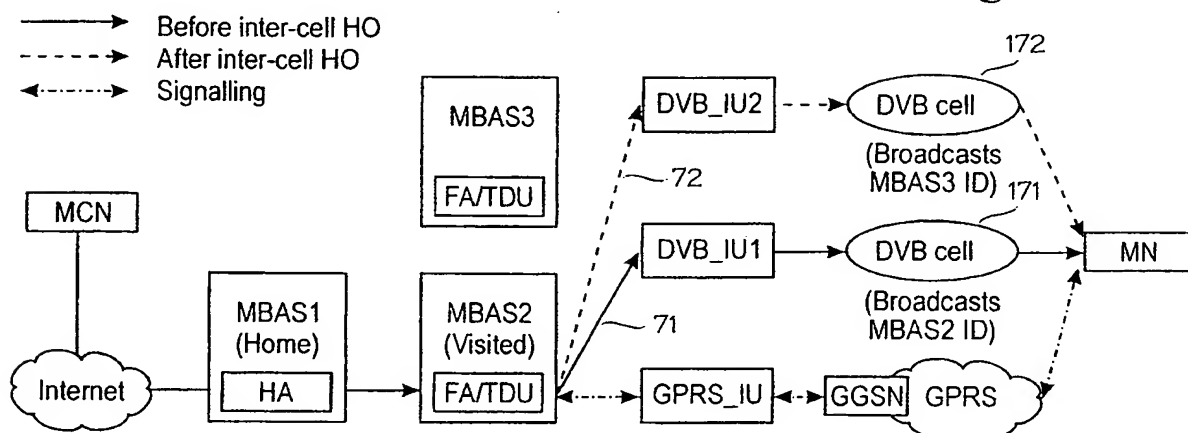 Before inter-cell HO
After inter-cell HO
Signalling
172
MBAS3
FA/TDU
DVB_IU2
DVB cell
(Broadcasts
MBAS3 ID)
72
171
MCN
DVB_IU1
DVB cell
MN
(Broadcasts
MBAS2 ID)
71
MBAS1
(Home)
HA
MBAS2
(Visited)
FA/TDU
Internet
GPRS_IU
GGSN
GPRS